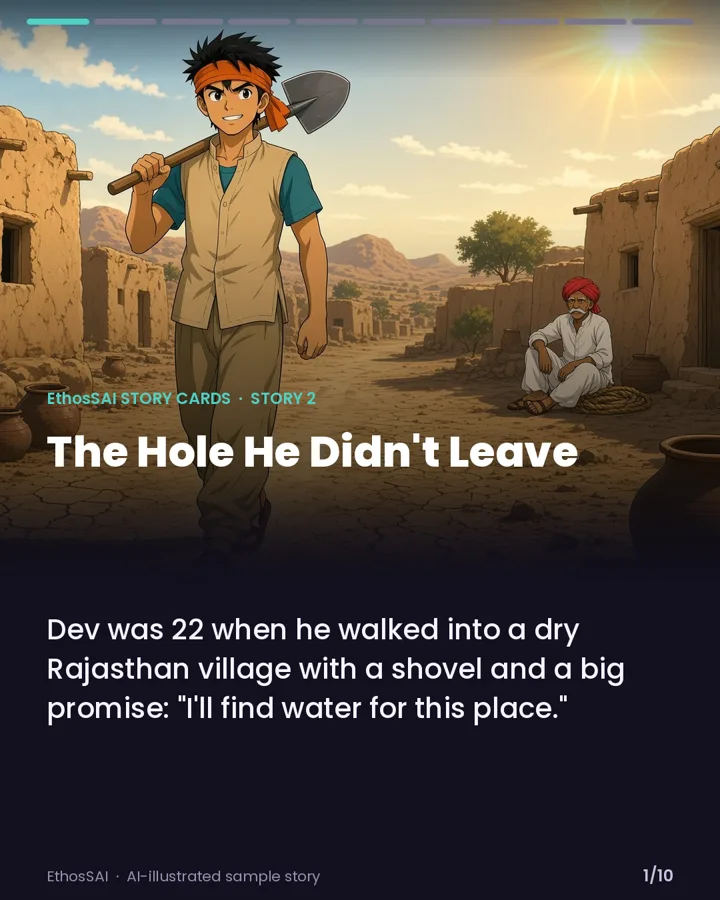 EthosSAI STORY CARDS · STORY 2
The Hole He Didn't Leave
Dev was 22 when he walked into a dry
Rajasthan village with a shovel and a big
promise: "I'll find water for this place."
EthosSAI · AI-illustrated sample story
1/10